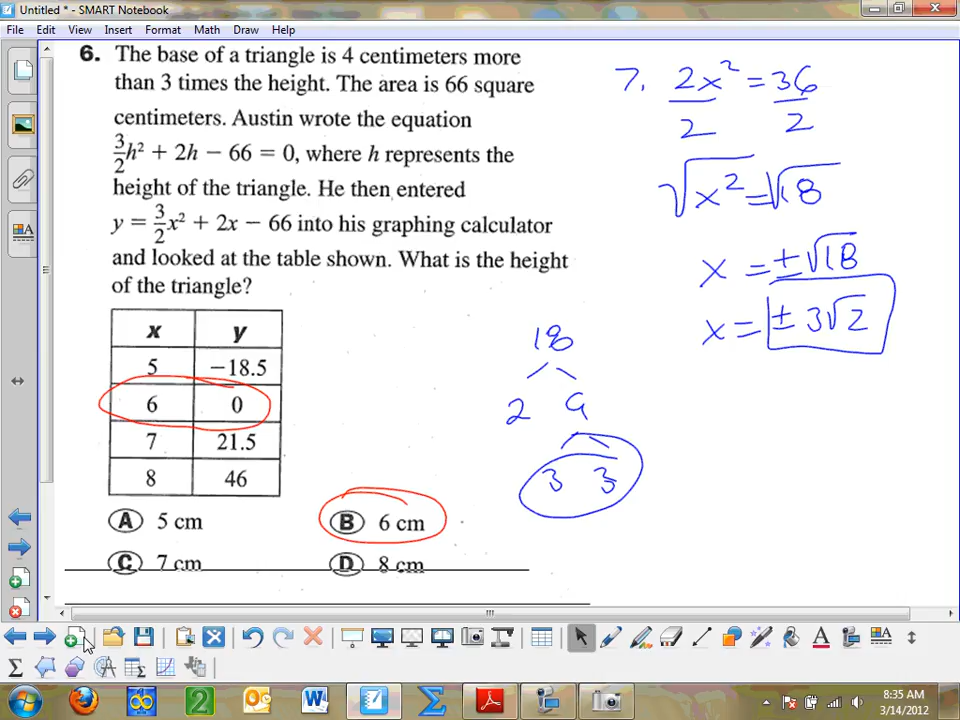 Untitled * - SMART Notebook
File Edit View Insert Format Math Draw Help
6. The base of a triangle is 4 centimeters more
than 3 times the height. The area is 66 square
centimeters. Austin wrote the equation
3/2 h² + 2h − 66 = 0, where h represents the
height of the triangle. He then entered
y = 3/2 x² + 2x − 66 into his graphing calculator
and looked at the table shown. What is the height
of the triangle?
x y
5 −18.5
6 0
7 21.5
8 46
A 5 cm B 6 cm
C 7 cm D 8 cm
7. 2x² = 36
2 2
√x² = √18
x = ±√18
x = ± 3√2
18
2 9
3 3
8:35 AM
3/14/2012